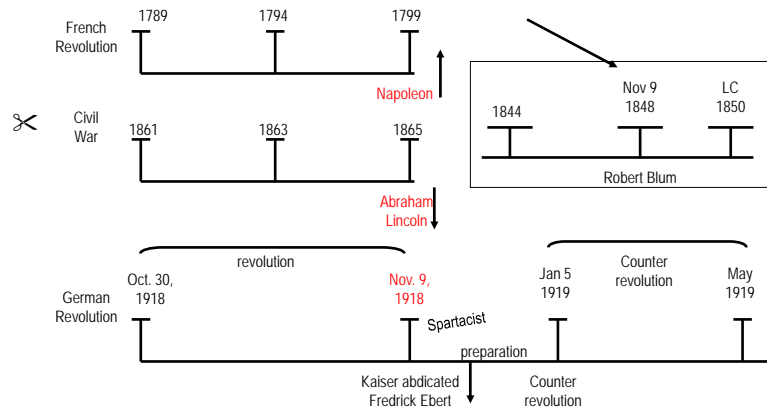 French
Revolution
1789
1794
1799
Napoleon
Nov 9
1848
LC
1850
1844
Robert Blum
Civil
War
1861
1863
1865
Abraham
Lincoln
revolution
Counter
revolution
German
Revolution
Oct. 30,
1918
Nov. 9,
1918
Spartacist
Jan 5
1919
May
1919
preparation
Kaiser abdicated
Fredrick Ebert
Counter
revolution